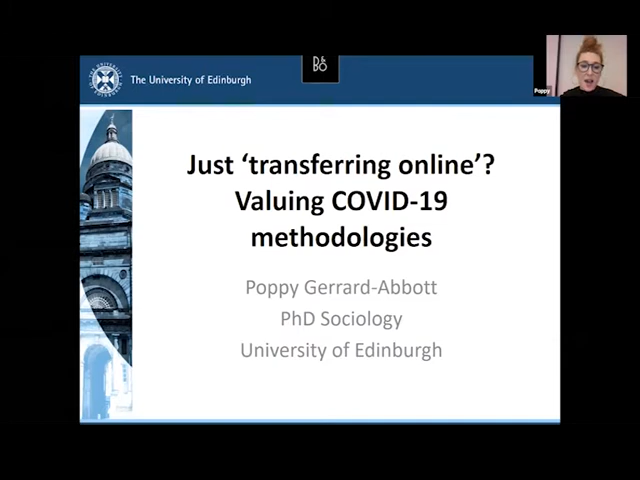 The University of Edinburgh
D&
BO
Poppy
Just ‘transferring online’?
Valuing COVID-19
methodologies
Poppy Gerrard-Abbott
PhD Sociology
University of Edinburgh